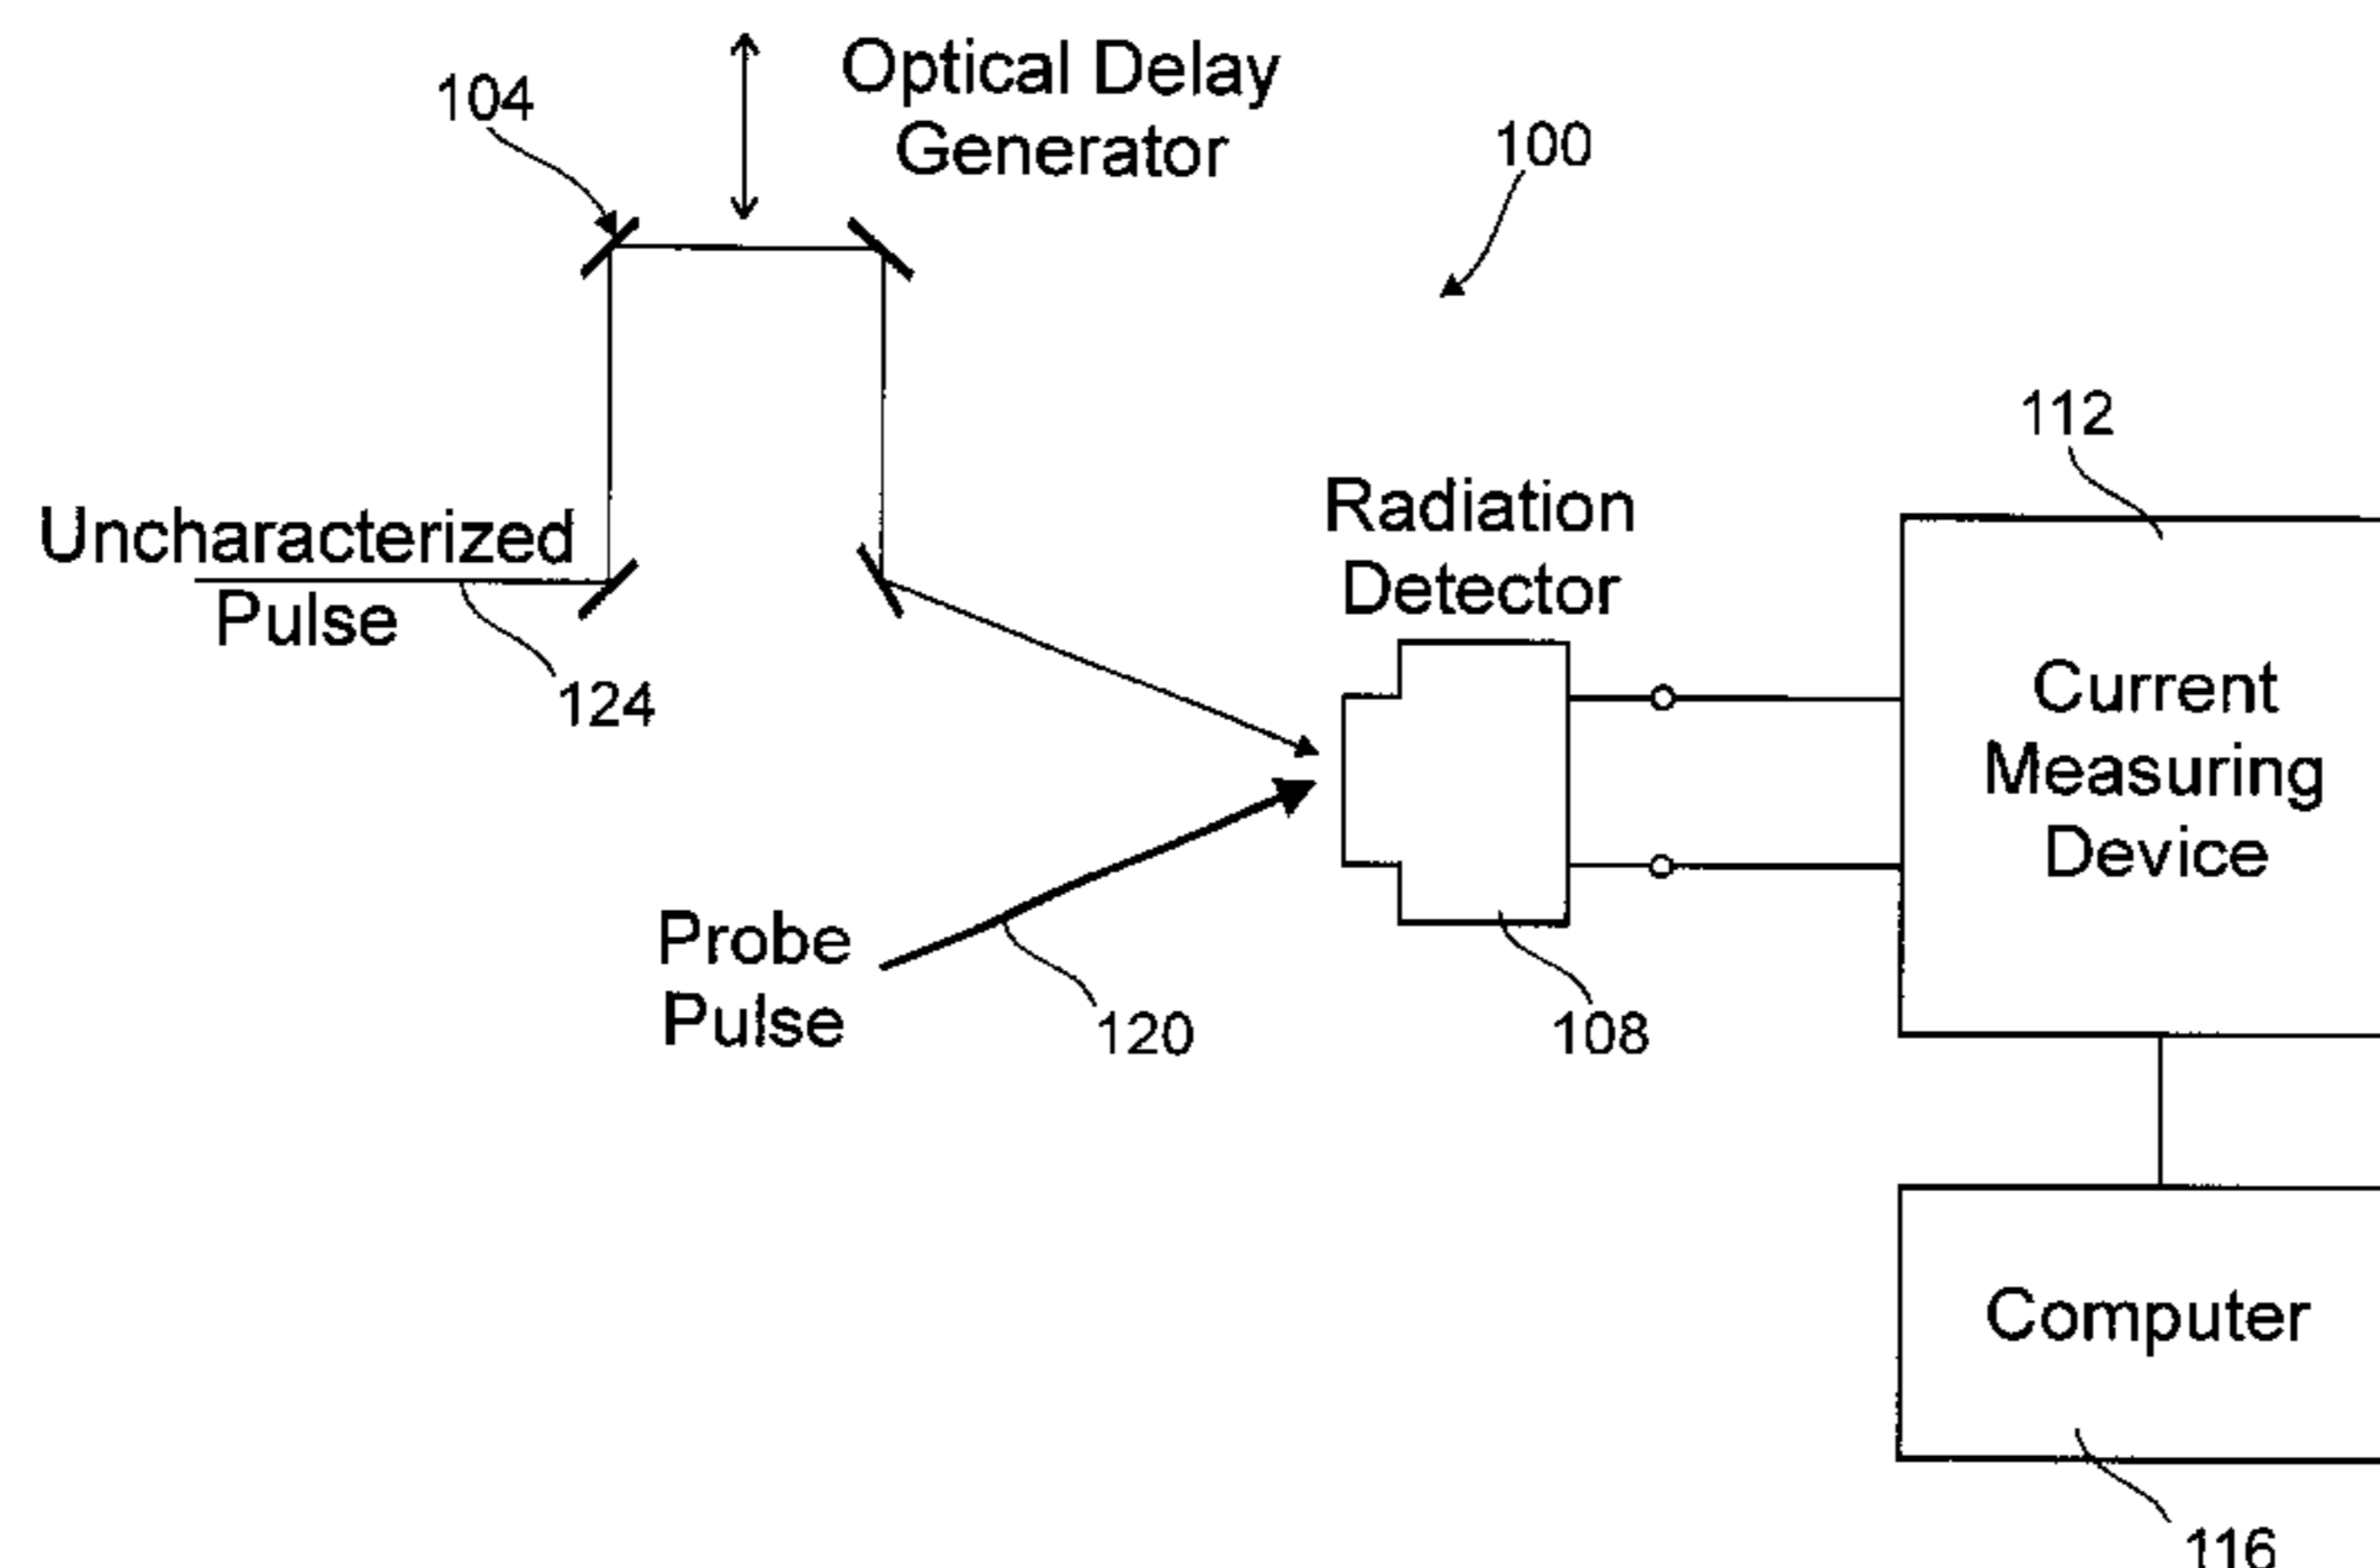 104
Optical Delay
Generator
100
112
Uncharacterized
Pulse
124
Radiation
Detector
Current
Measuring
Device
Probe
Pulse
120
108
Computer
116